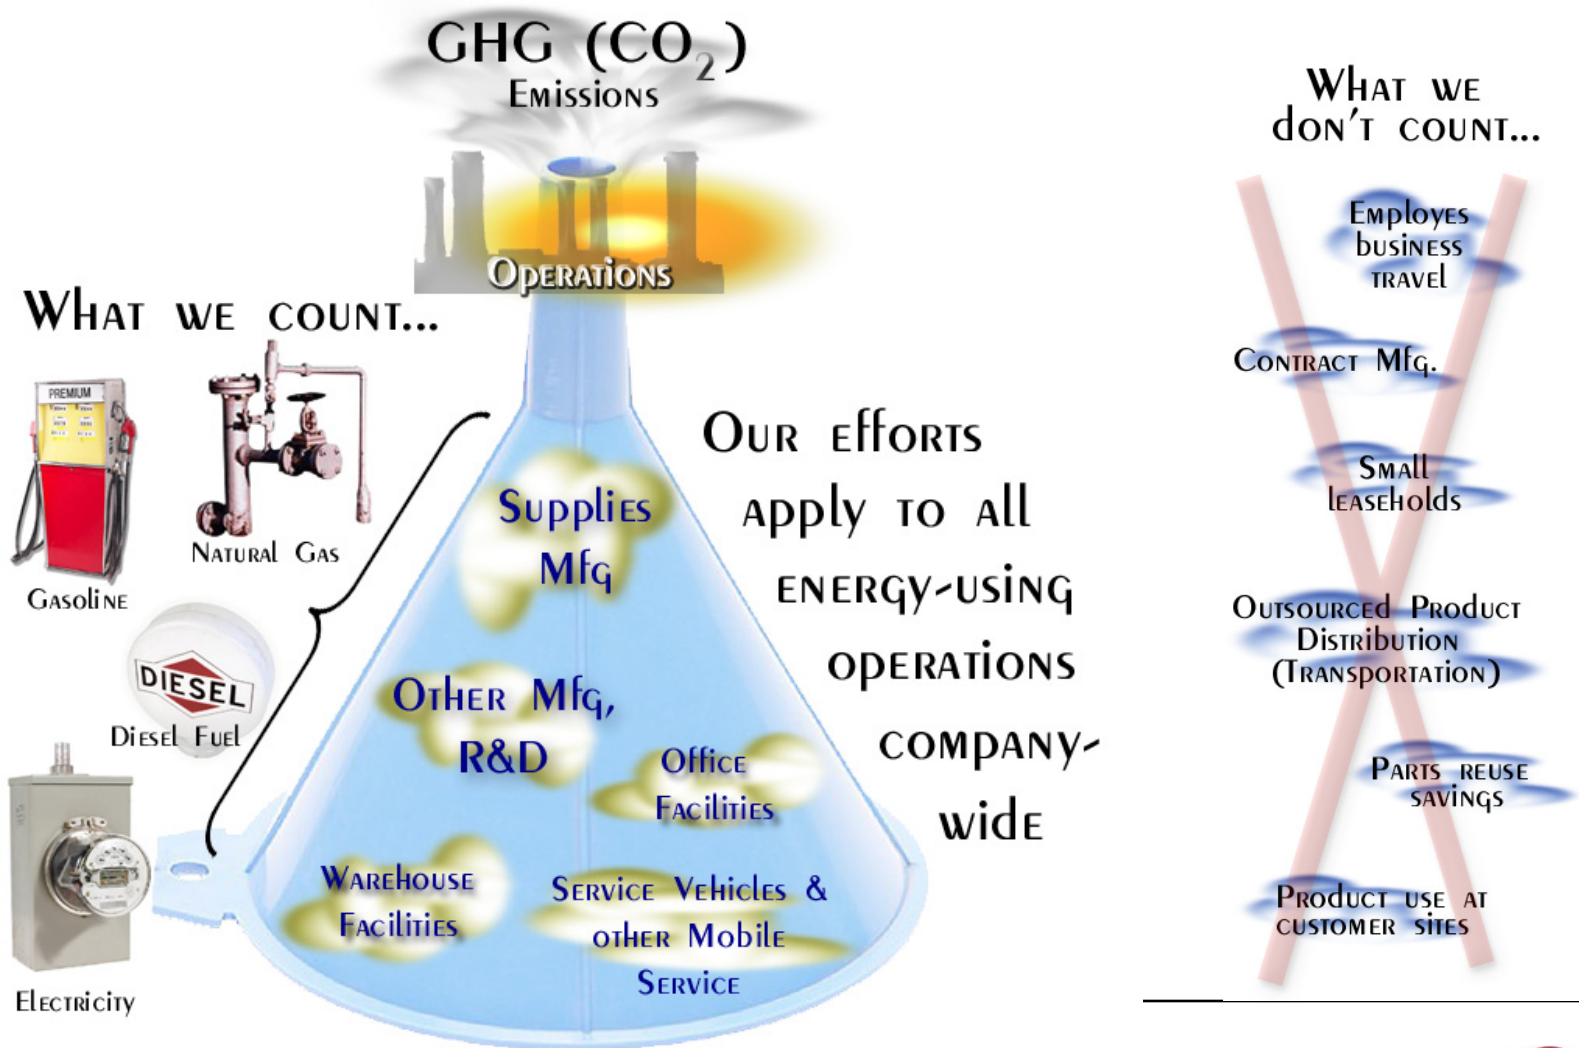 GHG (CO2)
Emissions
Operations
What we count...
PREMIUM
Gasoline
Natural Gas
DIESEL
Diesel Fuel
Electricity
Supplies
Mfg
Other Mfg,
R&D
Office
Facilities
Warehouse
Facilities
Service Vehicles &
other Mobile
Service
Our efforts
apply to all
energy-using
operations
company-
wide
What we
don't count...
Employes
business
travel
Contract Mfg.
Small
leaseholds
Outsourced Product
Distribution
(Transportation)
Parts reuse
savings
Product use at
customer sites